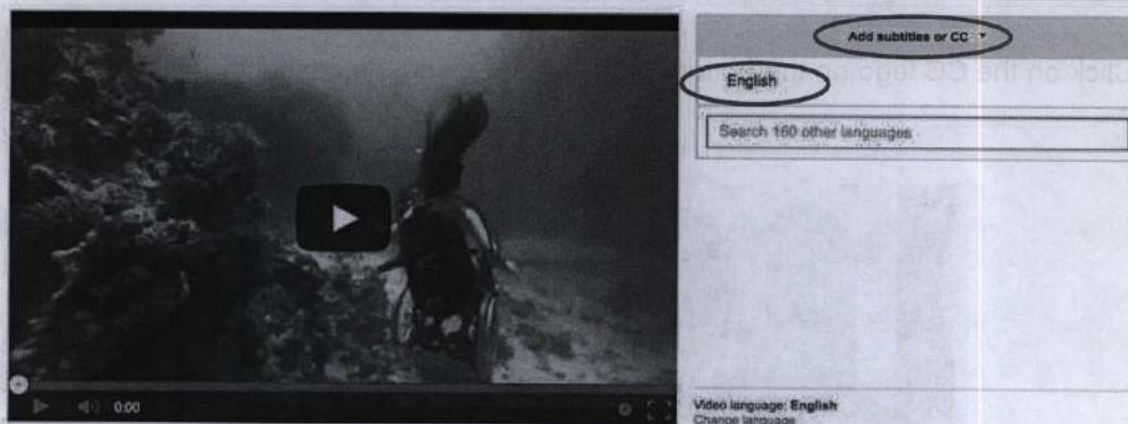 Add subtitles or CC
English
Search 160 other languages
0:00
Video language: English
Change language